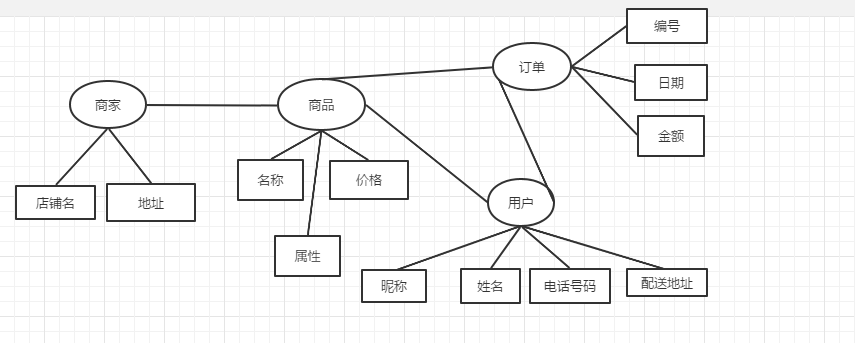 编号
订单
日期
商家
商品
金额
名称
价格
店铺名
地址
用户
属性
昵称
姓名
电话号码
配送地址